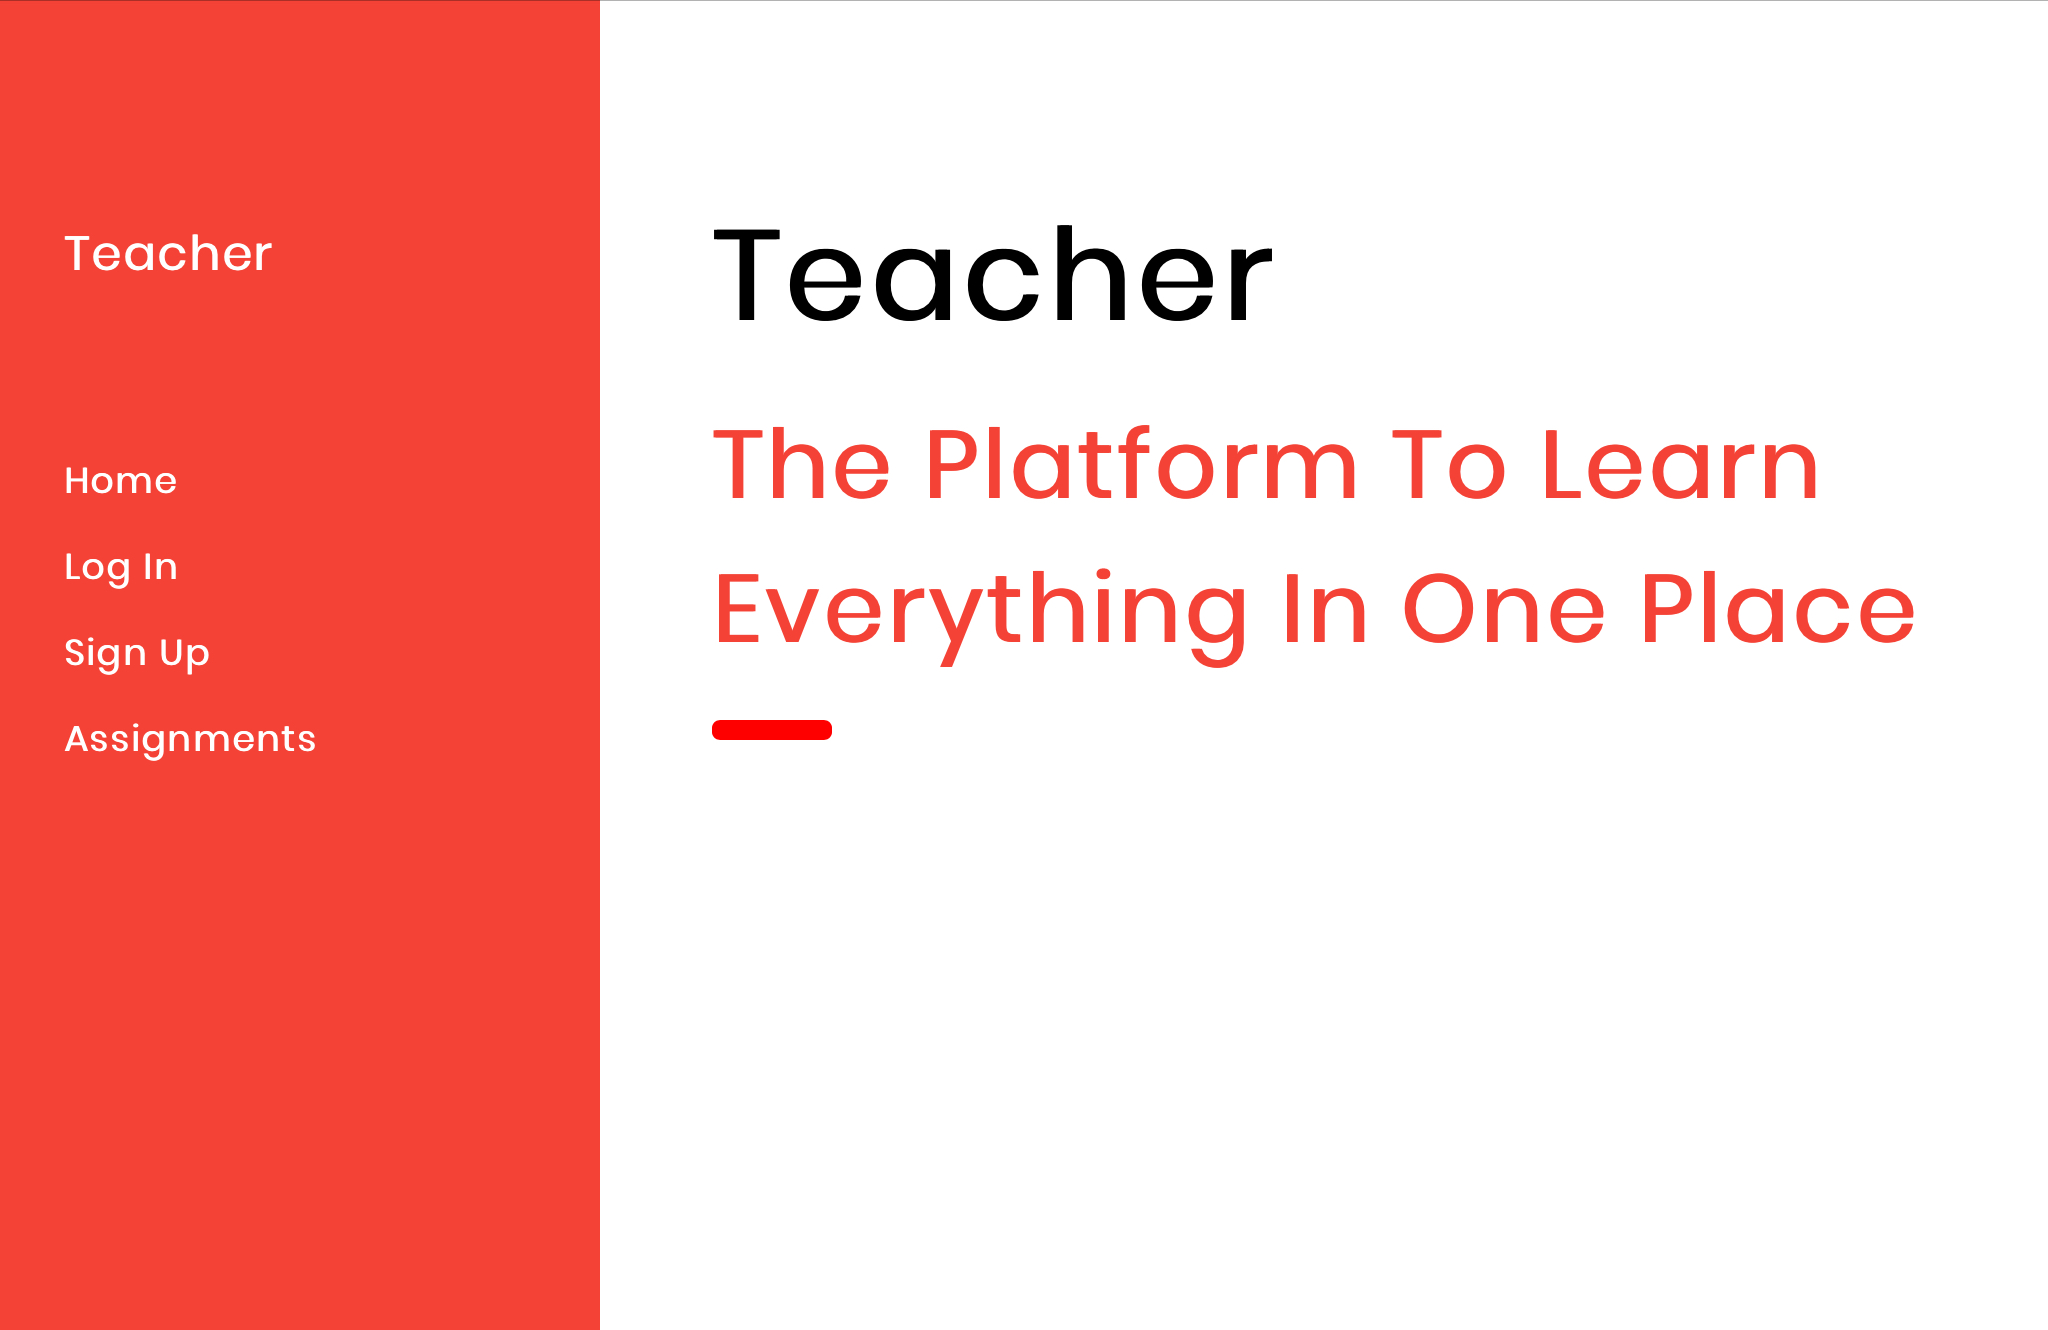 Teacher
Home
Log In
Sign Up
Assignments
Teacher
The Platform To Learn
Everything In One Place